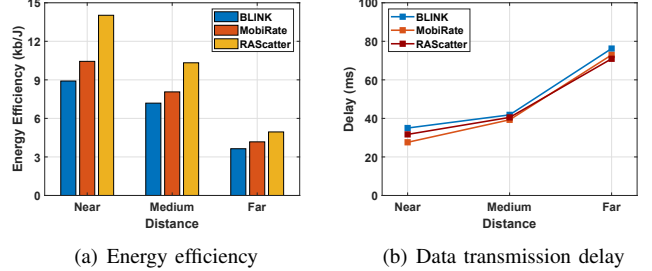 15
12
9
6
3
0
Energy Efficiency (kb/J)
BLINK
MobiRate
RAScatter
Near Medium Far
Distance
(a) Energy efficiency
100
80
60
40
20
0
Delay (ms)
BLINK
MobiRate
RAScatter
Near Medium Far
Distance
(b) Data transmission delay